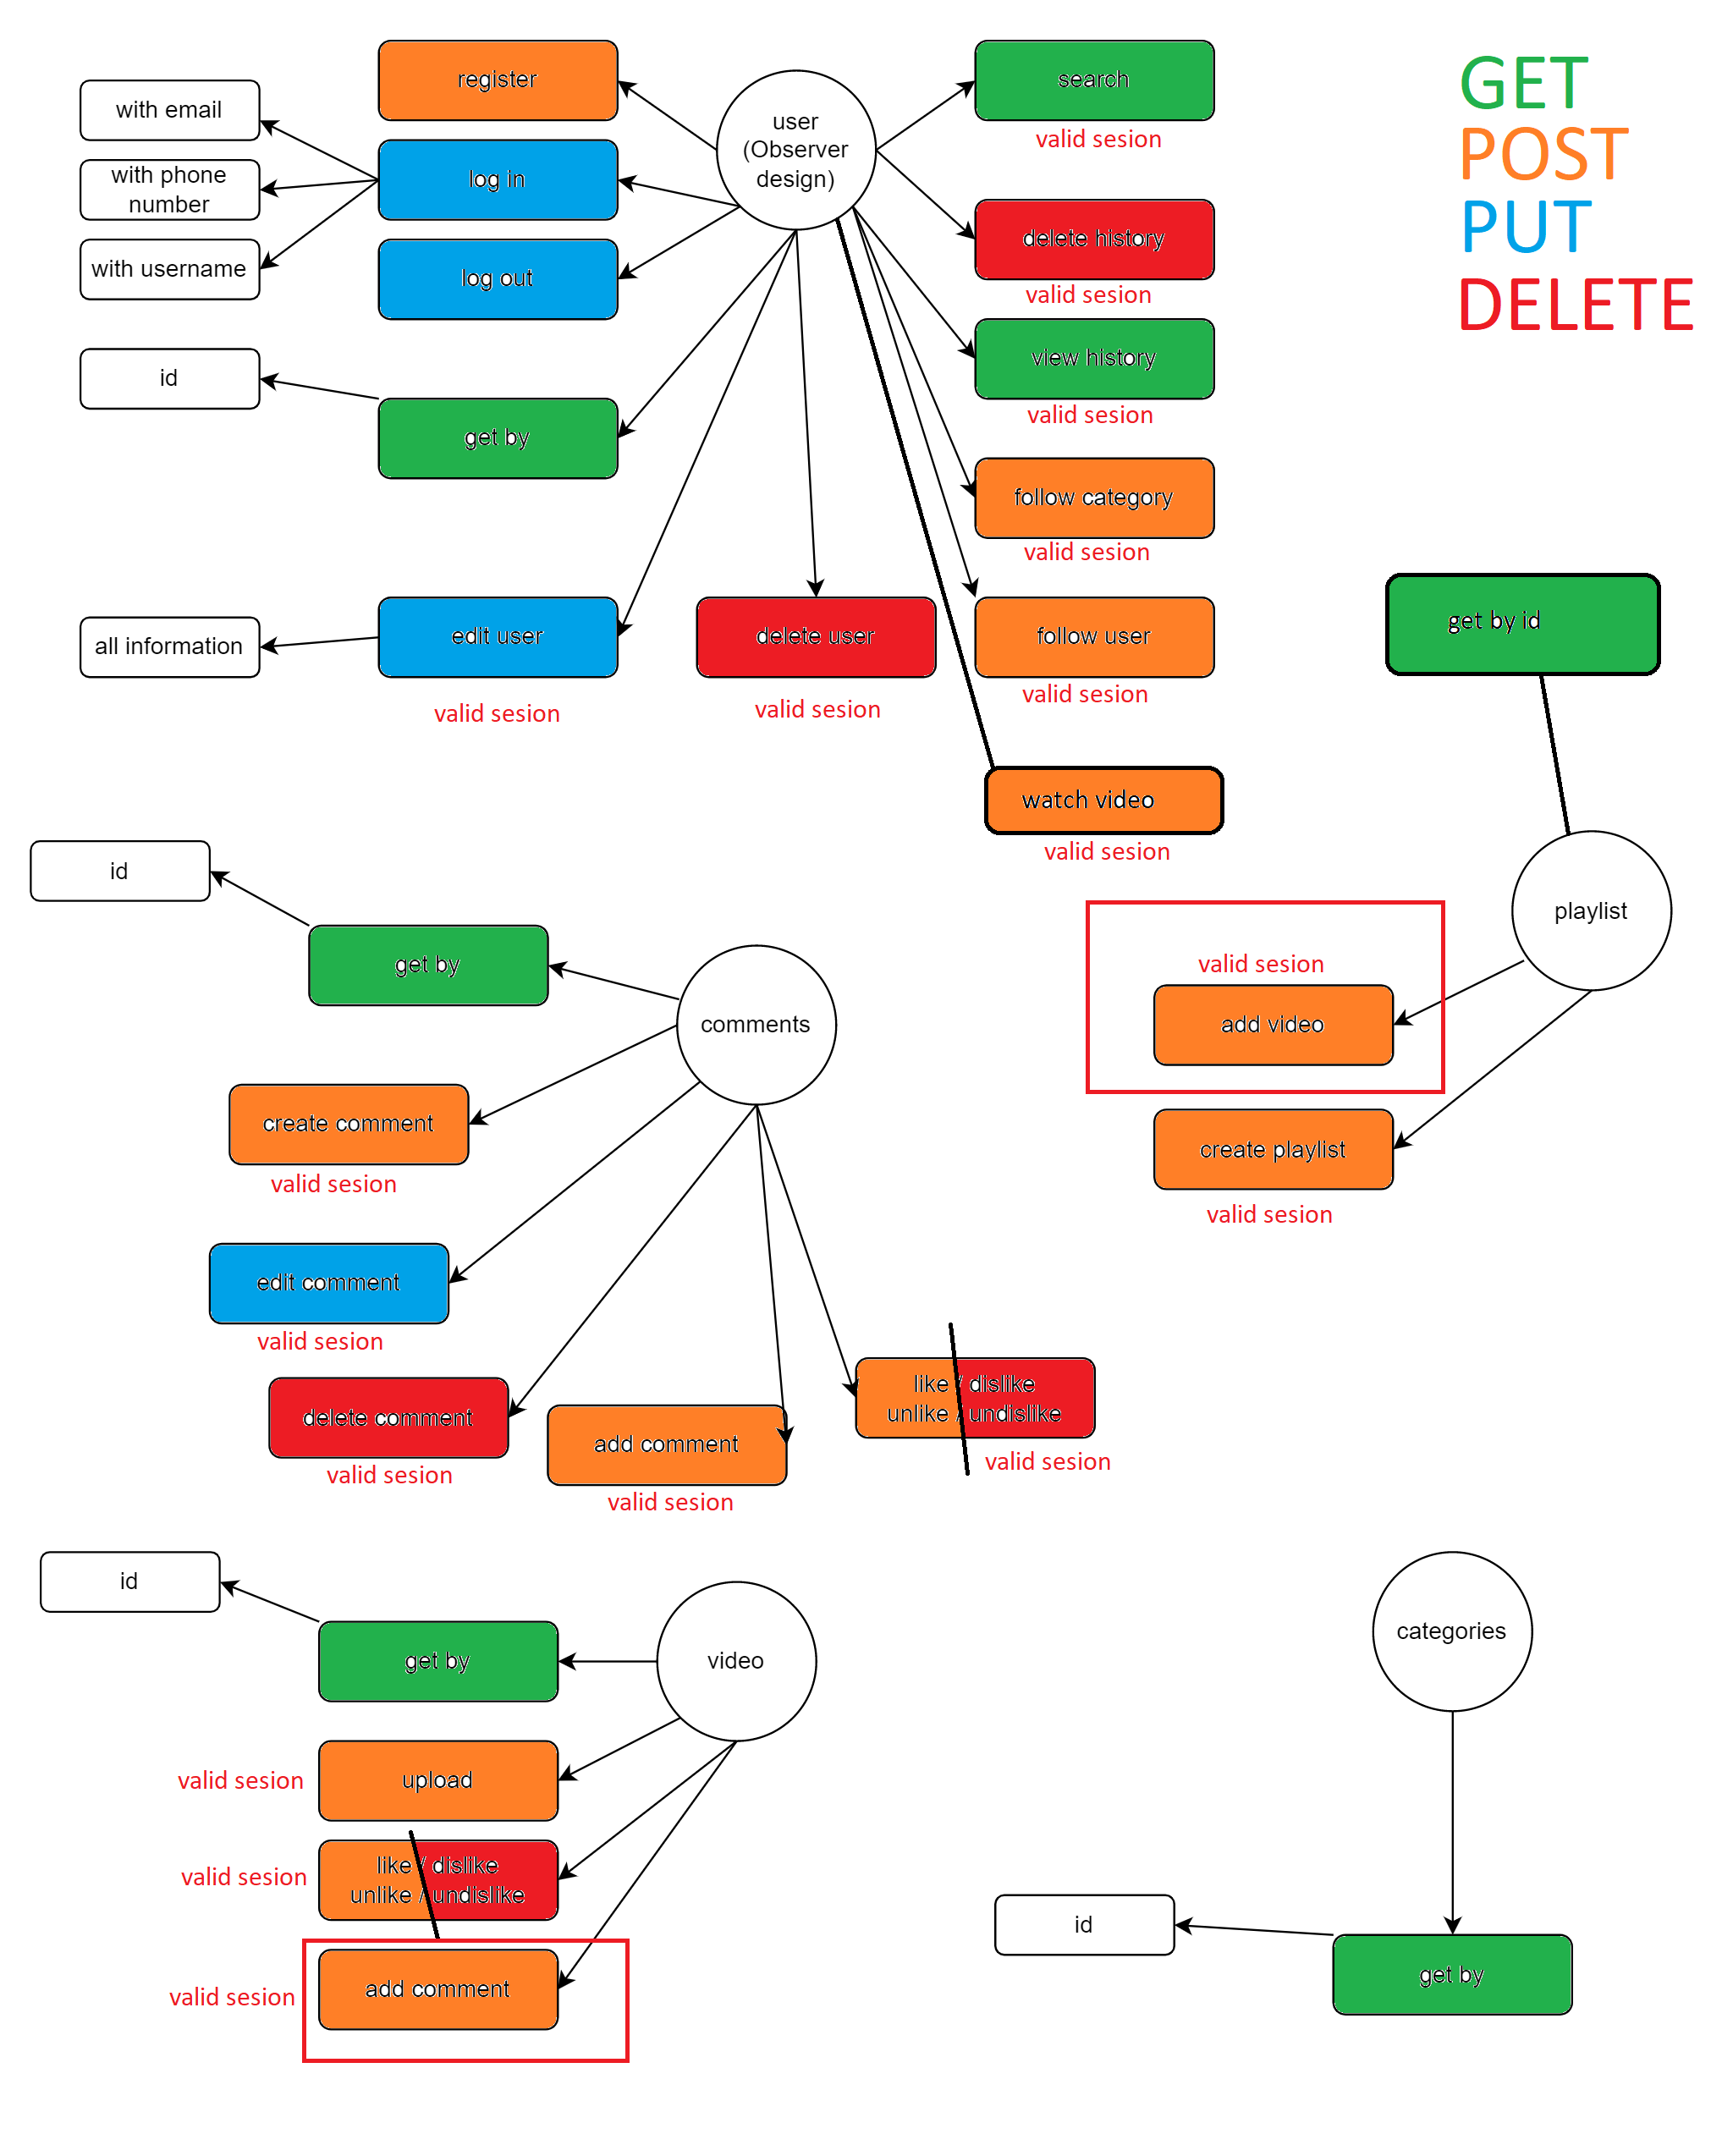 GET
POST
PUT
DELETE
register
search
valid sesion
with email
user
(Observer
design)
log in
with phone
number
with username
log out
delete history
valid sesion
view history
valid sesion
id
get by
follow category
valid sesion
all information
edit user
valid sesion
delete user
valid sesion
follow user
valid sesion
watch video
valid sesion
get by id
playlist
valid sesion
add video
create playlist
valid sesion
id
get by
comments
create comment
valid sesion
edit comment
valid sesion
delete comment
valid sesion
add comment
valid sesion
like / dislike
unlike / undislike
valid sesion
id
get by
video
valid sesion
upload
valid sesion
like / dislike
unlike / undislike
valid sesion
add comment
categories
id
get by